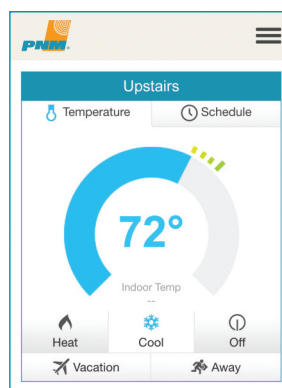 PNM.
Upstairs
Temperature
Schedule
72°
Indoor Temp
--
Heat
Cool
Off
Vacation
Away